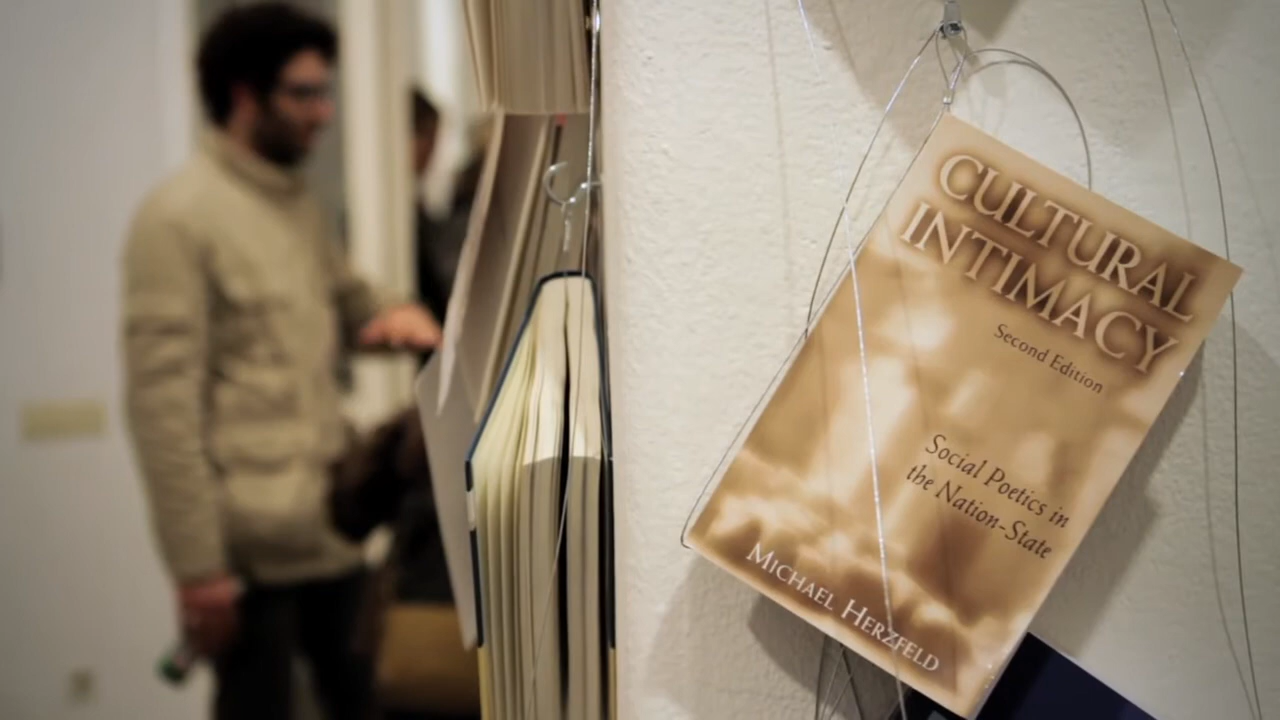 CULTURAL
INTIMACY
Second Edition
Social Poetics in
the Nation-State
MICHAEL HERZFELD